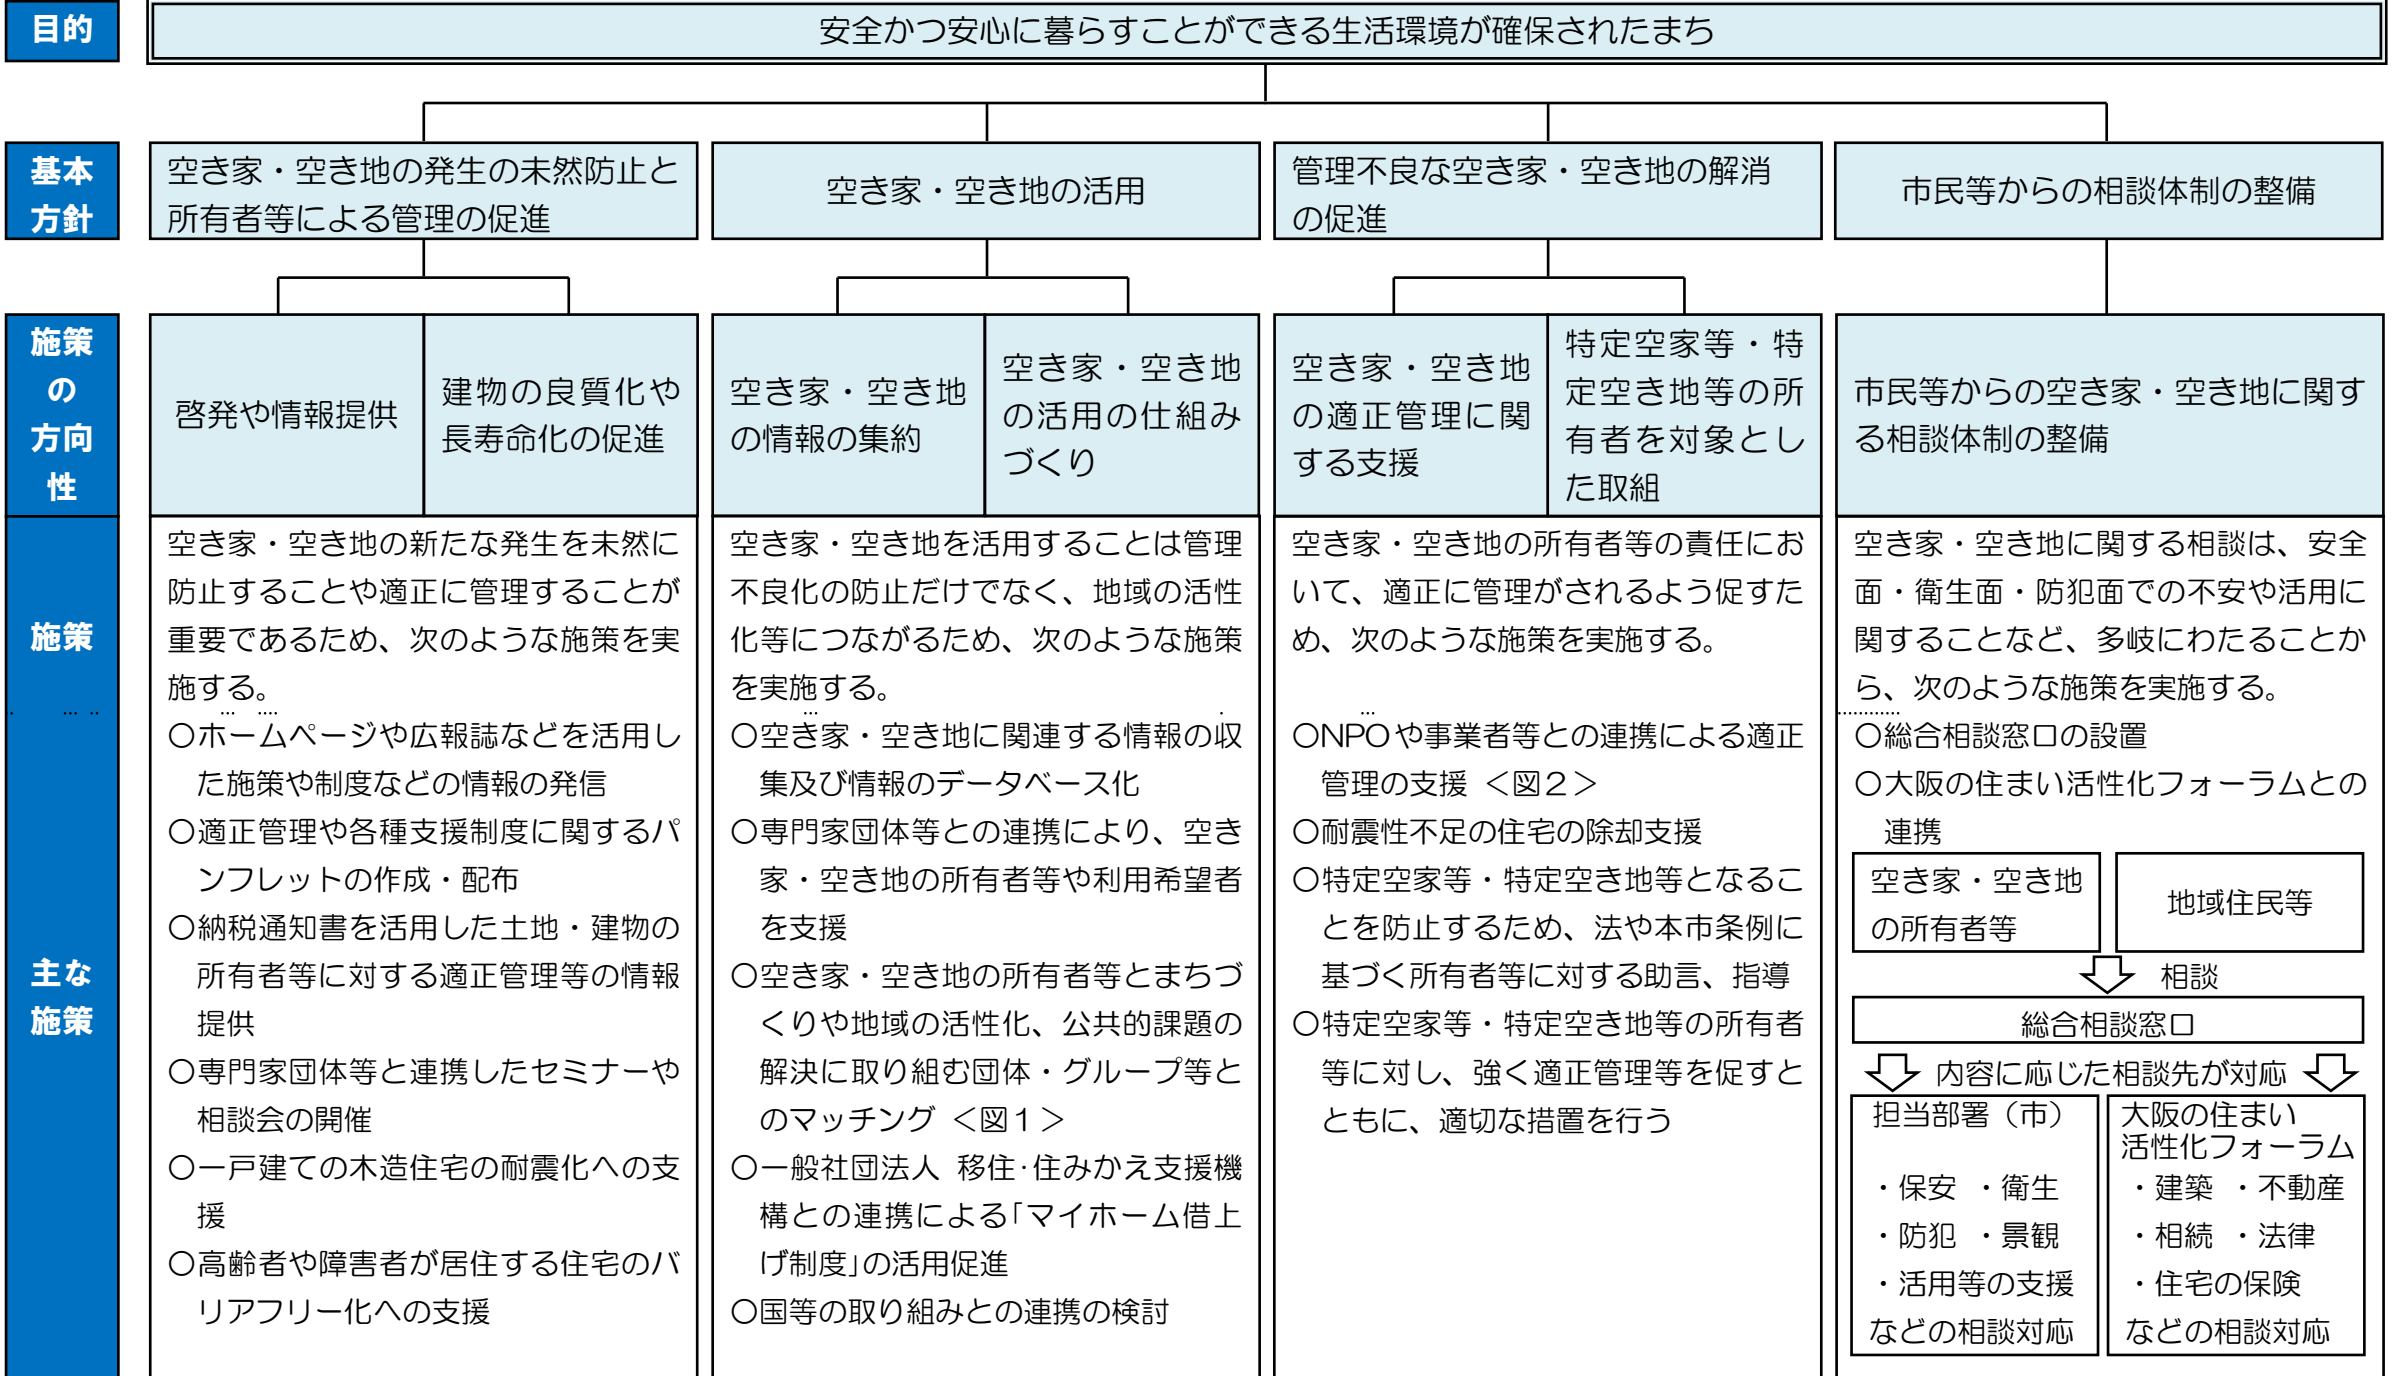 目的
安全かつ安心に暮らすことができる生活環境が確保されたまち
基本
方針
空き家・空き地の発生の未然防止と
所有者等による管理の促進
空き家・空き地の活用
管理不良な空き家・空き地の解消
の促進
市民等からの相談体制の整備
施策
の
方向
性
啓発や情報提供
建物の良質化や
長寿命化の促進
空き家・空き地
の情報の集約
空き家・空き地
の活用の仕組み
づくり
空き家・空き地
の適正管理に関
する支援
特定空家等・特
定空き地等の所
有者を対象とし
た取組
市民等からの空き家・空き地に関す
る相談体制の整備
施策
空き家・空き地の新たな発生を未然に
防止することや適正に管理することが
重要であるため、次のような施策を実
施する。
空き家・空き地を活用することは管理
不良化の防止だけでなく、地域の活性
化等につながるため、次のような施策
を実施する。
空き家・空き地の所有者等の責任にお
いて、適正に管理がされるよう促すた
め、次のような施策を実施する。
空き家・空き地に関する相談は、安全
面・衛生面・防犯面での不安や活用に
関することなど、多岐にわたることか
ら、次のような施策を実施する。
主な
施策
〇ホームページや広報誌などを活用し
た施策や制度などの情報の発信
〇適正管理や各種支援制度に関するパ
ンフレットの作成・配布
〇納税通知書を活用した土地・建物の
所有者等に対する適正管理等の情報
提供
〇専門家団体等と連携したセミナーや
相談会の開催
〇一戸建ての木造住宅の耐震化への支
援
〇高齢者や障害者が居住する住宅のバ
リアフリー化への支援
〇空き家・空き地に関連する情報の収
集及び情報のデータベース化
〇専門家団体等との連携により、空き
家・空き地の所有者等や利用希望者
を支援
〇空き家・空き地の所有者等とまちづ
くりや地域の活性化、公共的課題の
解決に取り組む団体・グループ等と
のマッチング <図1>
〇一般社団法人 移住･住みかえ支援機
構との連携による｢マイホーム借上
げ制度｣の活用促進
〇国等の取り組みとの連携の検討
〇NPOや事業者等との連携による適正
管理の支援 <図2>
〇耐震性不足の住宅の除却支援
〇特定空家等・特定空き地等となるこ
とを防止するため、法や本市条例に
基づく所有者等に対する助言、指導
〇特定空家等・特定空き地等の所有者
等に対し、強く適正管理等を促すと
ともに、適切な措置を行う
〇総合相談窓口の設置
〇大阪の住まい活性化フォーラムとの
連携
空き家・空き地
の所有者等
地域住民等
相談
総合相談窓口
内容に応じた相談先が対応
担当部署（市）
・保安 ・衛生
・防犯 ・景観
・活用等の支援
などの相談対応
大阪の住まい
活性化フォーラム
・建築 ・不動産
・相続 ・法律
・住宅の保険
などの相談対応